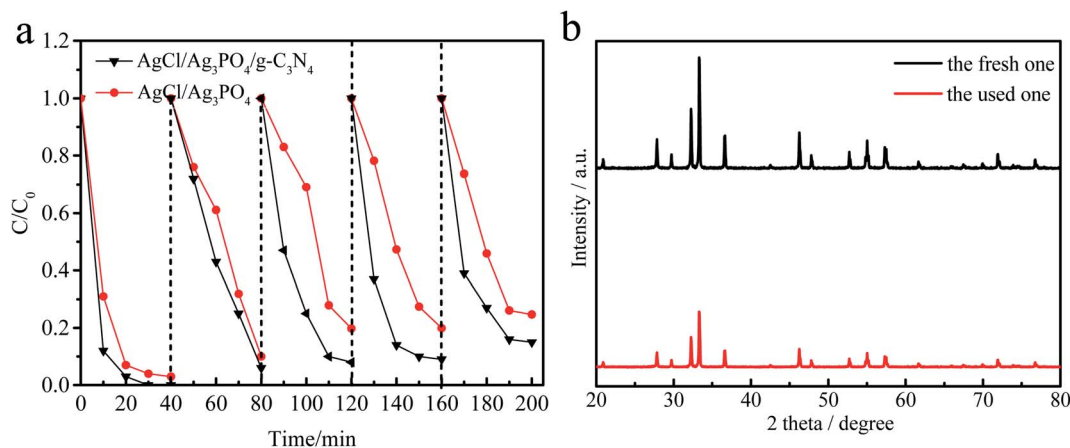 a
AgCl/Ag₃PO₄/g-C₃N₄
AgCl/Ag₃PO₄
1.2
1.0
0.8
0.6
0.4
0.2
0.0
C/C₀
0 20 40 60 80 100 120 140 160 180 200
Time/min
b
the fresh one
the used one
Intensity / a.u.
20 30 40 50 60 70 80
2 theta / degree